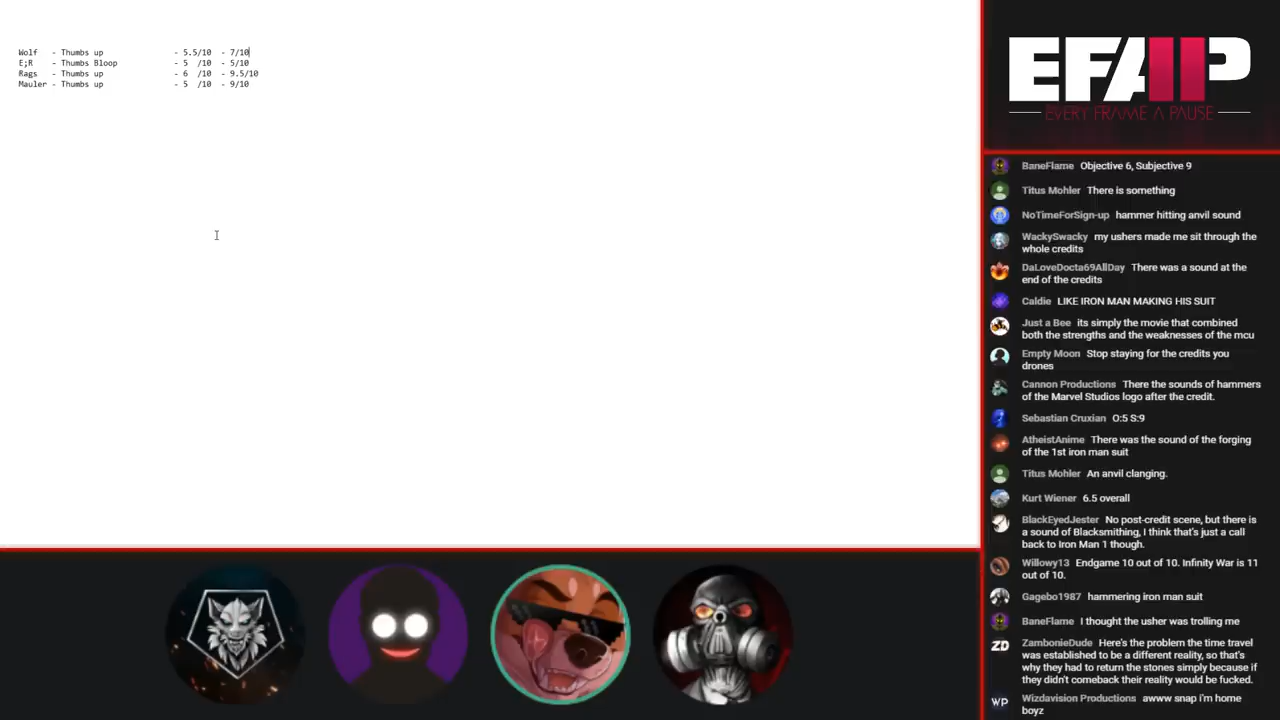 Wolf - Thumbs up - 5.5/10 - 7/10
E;R - Thumbs Bloop - 5 /10 - 5/10
Rags - Thumbs up - 6 /10 - 9.5/10
Mauler - Thumbs up - 5 /10 - 9/10
EFAP
EVERY FRAME A PAUSE
BaneFlame Objective 6, Subjective 9
Titus Mohler There is something
NoTimeForSign-up hammer hitting anvil sound
WackySwacky my ushers made me sit through the
whole credits
DaLoveDocta69AllDay There was a sound at the
end of the credits
Caldie LIKE IRON MAN MAKING HIS SUIT
Just a Bee its simply the movie that combined
both the strengths and the weaknesses of the mcu
Empty Moon Stop staying for the credits you
drones
Cannon Productions There the sounds of hammers
of the Marvel Studios logo after the credit.
Sebastian Cruxian O:5 S:9
AtheistAnime There was the sound of the forging
of the 1st iron man suit
Titus Mohler An anvil clanging.
Kurt Wiener 6.5 overall
BlackEyedJester No post-credit scene, but there is
a sound of Blacksmithing, I think that's just a call
back to Iron Man 1 though.
Willowy13 Endgame 10 out of 10. Infinity War is 11
out of 10.
Gagebo1987 hammering iron man suit
BaneFlame I thought the usher was trolling me
ZD
ZambonieDude Here's the problem the time travel
was established to be a different reality, so that's
why they had to return the stones simply because if
they didn't comeback their reality would be fucked.
WP
Wizdavision Productions awww snap i'm home
boyz